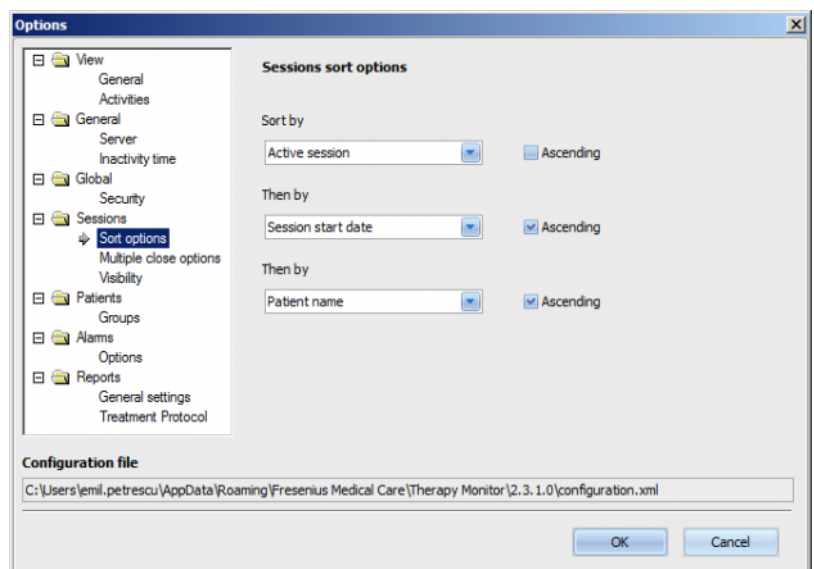 Options
View
General
Activities
General
Server
Inactivity time
Global
Security
Sessions
Sort options
Multiple close options
Visibility
Patients
Groups
Alarms
Options
Reports
General settings
Treatment Protocol
Sessions sort options
Sort by
Active session
Ascending
Then by
Session start date
Ascending
Then by
Patient name
Ascending
Configuration file
C:\Users\emil.petrescu\AppData\Roaming\Fresenius Medical Care\Therapy Monitor\2.3.1.0\configuration.xml
OK
Cancel